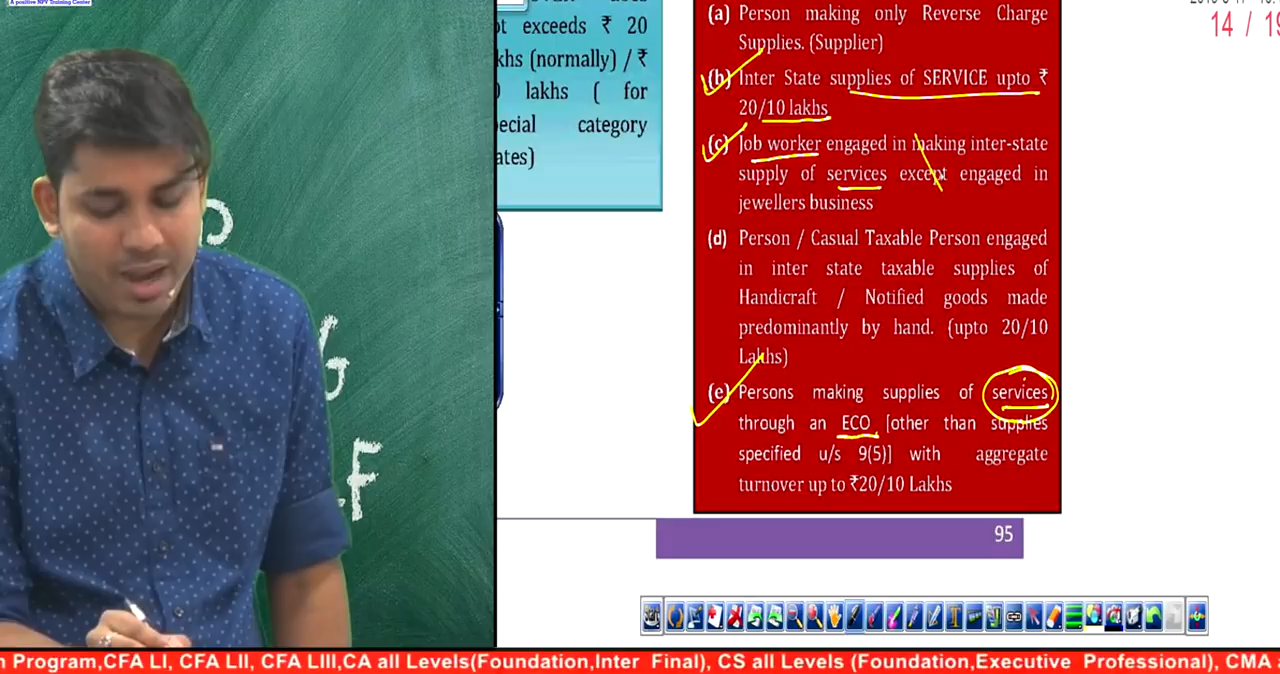 A positive NPV Training Center
exceeds ₹ 20
(normally) / ₹
lakhs ( for
category
(a) Person making only Reverse Charge
Supplies. (Supplier)
(b) Inter State supplies of SERVICE upto ₹
20/10 lakhs
(c) Job worker engaged in making inter-state
supply of services except engaged in
jewellers business
(d) Person / Casual Taxable Person engaged
in inter state taxable supplies of
Handicraft / Notified goods made
predominantly by hand. {upto 20/10
Lakhs)
(e) Persons making supplies of services
through an ECO [other than supplies
specified u/s 9(5)] with aggregate
turnover up to ₹20/10 Lakhs
95
14 / 19
Program,CFA LI, CFA LII, CFA LIII,CA all Levels(Foundation,Inter Final), CS all Levels (Foundation,Executive Professional), CMA